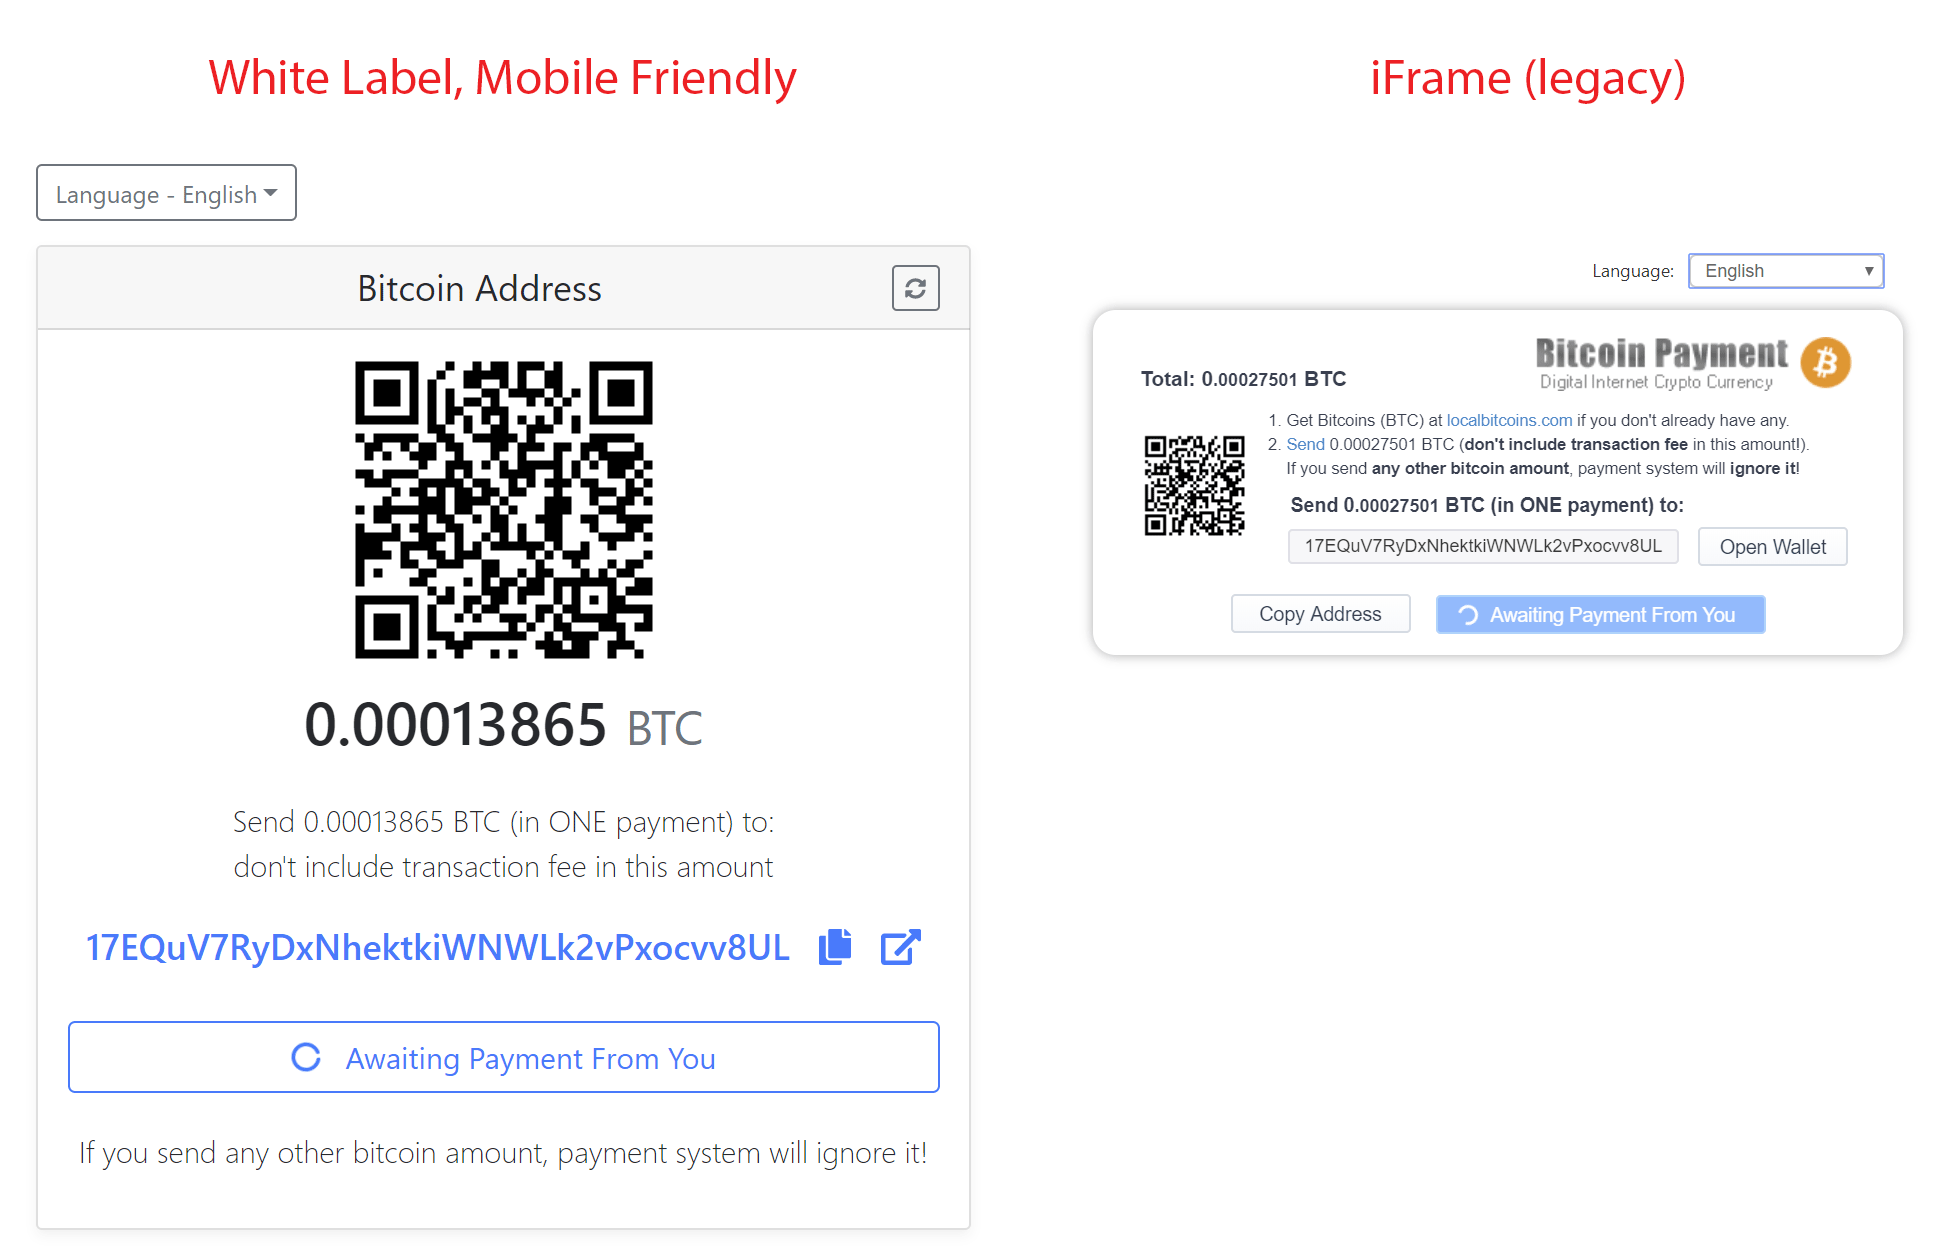 White Label, Mobile Friendly
Language - English
Bitcoin Address
0.00013865 BTC
Send 0.00013865 BTC (in ONE payment) to:
don't include transaction fee in this amount
17EQuV7RyDxNhektkiWNWLk2vPxocvv8UL
Awaiting Payment From You
If you send any other bitcoin amount, payment system will ignore it!
iFrame (legacy)
Language: English
Bitcoin Payment
Digital Internet Crypto Currency
Total: 0.00027501 BTC
1. Get Bitcoins (BTC) at localbitcoins.com if you don't already have any.
2. Send 0.00027501 BTC (don't include transaction fee in this amount!).
If you send any other bitcoin amount, payment system will ignore it!
Send 0.00027501 BTC (in ONE payment) to:
17EQuV7RyDxNhektkiWNWLk2vPxocvv8UL
Open Wallet
Copy Address
Awaiting Payment From You